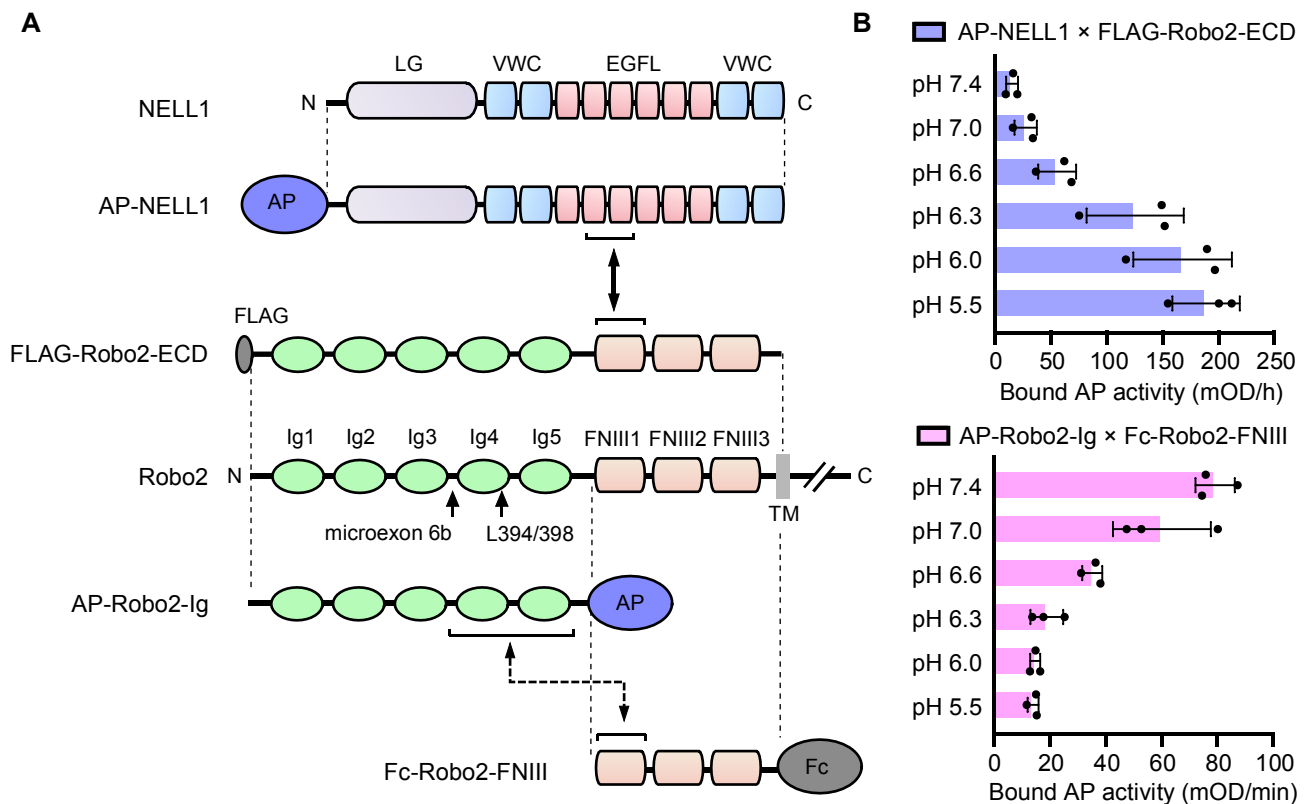 A
LG VWC EGFL VWC
NELL1 N C
AP-NELL1 AP
FLAG
FLAG-Robo2-ECD
Ig1 Ig2 Ig3 Ig4 Ig5 FNIII1 FNIII2 FNIII3
Robo2 N C
TM
microexon 6b L394/398
AP-Robo2-Ig AP
Fc-Robo2-FNIII Fc
B
AP-NELL1 × FLAG-Robo2-ECD
pH 7.4
pH 7.0
pH 6.6
pH 6.3
pH 6.0
pH 5.5
0 50 100 150 200 250
Bound AP activity (mOD/h)
AP-Robo2-Ig × Fc-Robo2-FNIII
pH 7.4
pH 7.0
pH 6.6
pH 6.3
pH 6.0
pH 5.5
0 20 40 60 80 100
Bound AP activity (mOD/min)